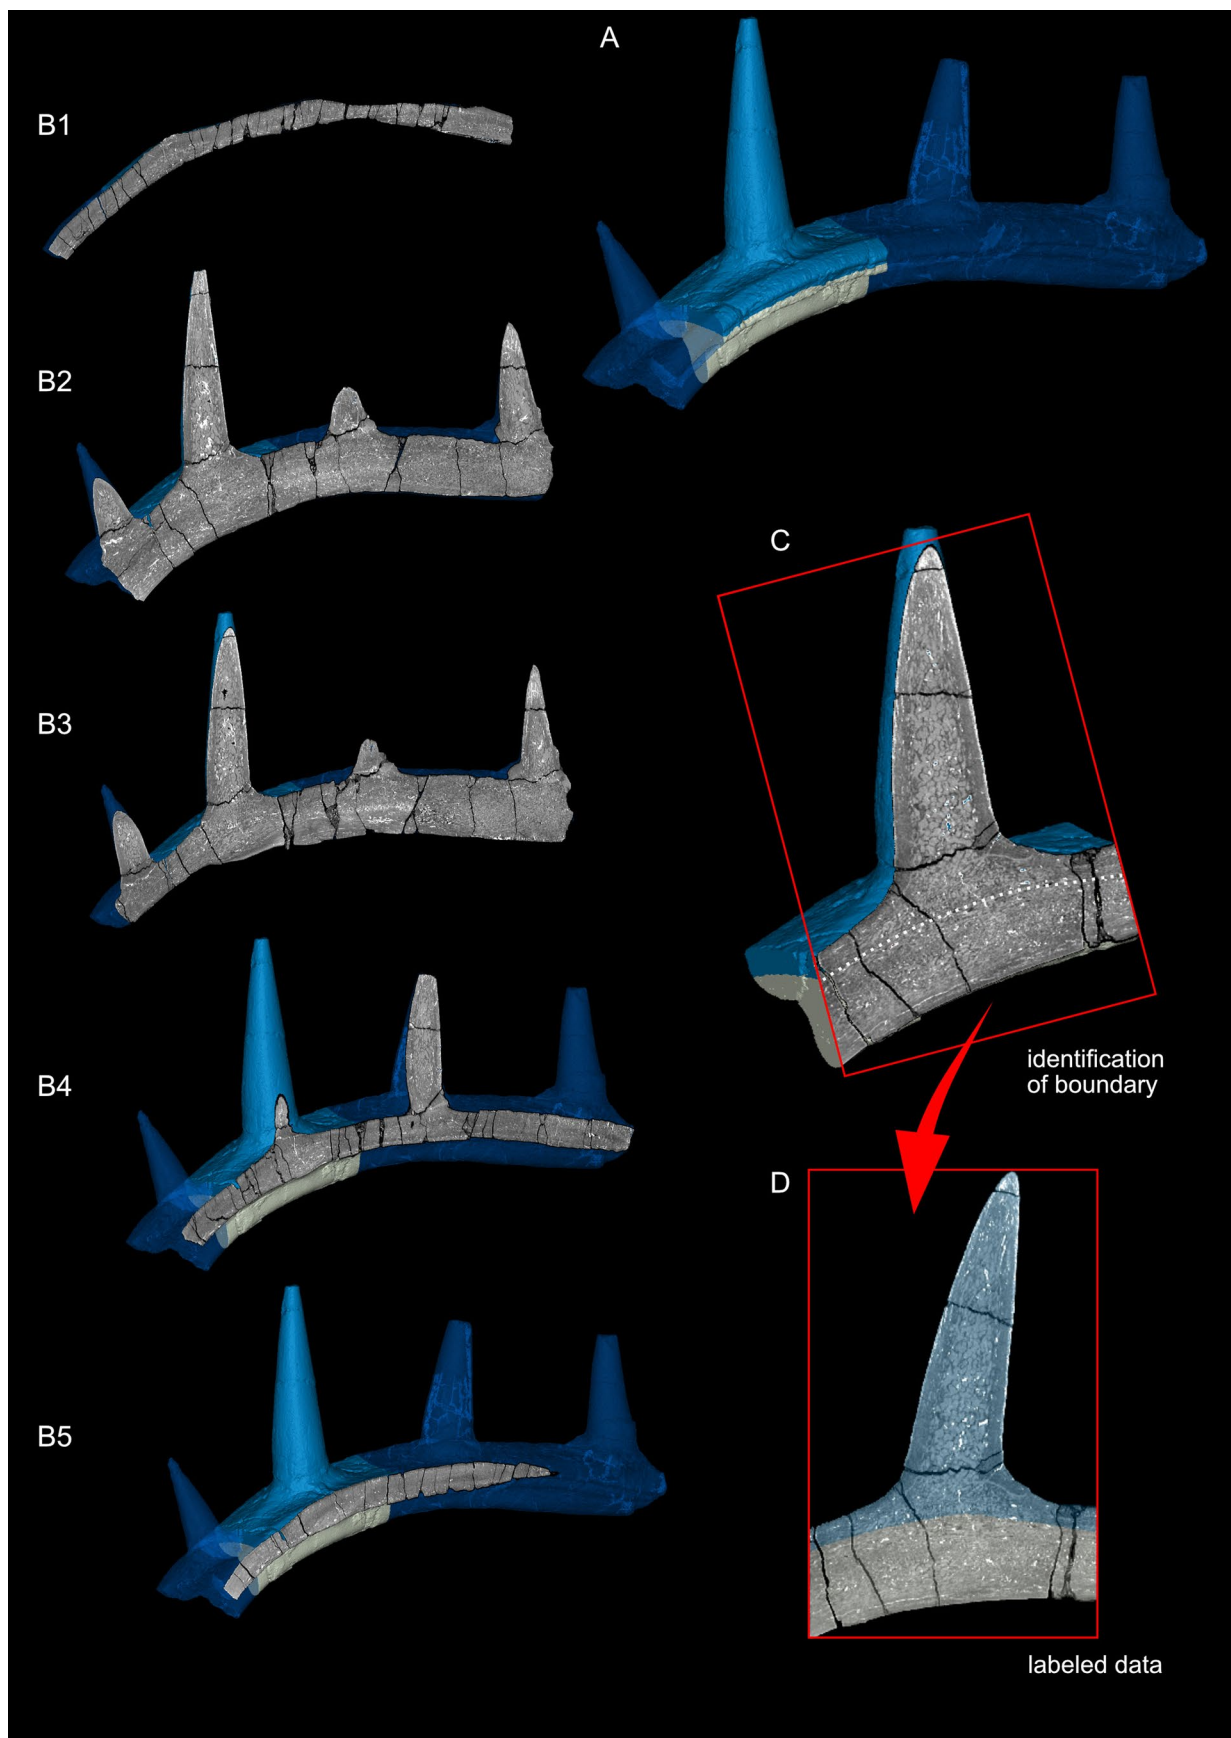 A
B1
B2
B3
C
identification
of boundary
B4
D
B5
labeled data